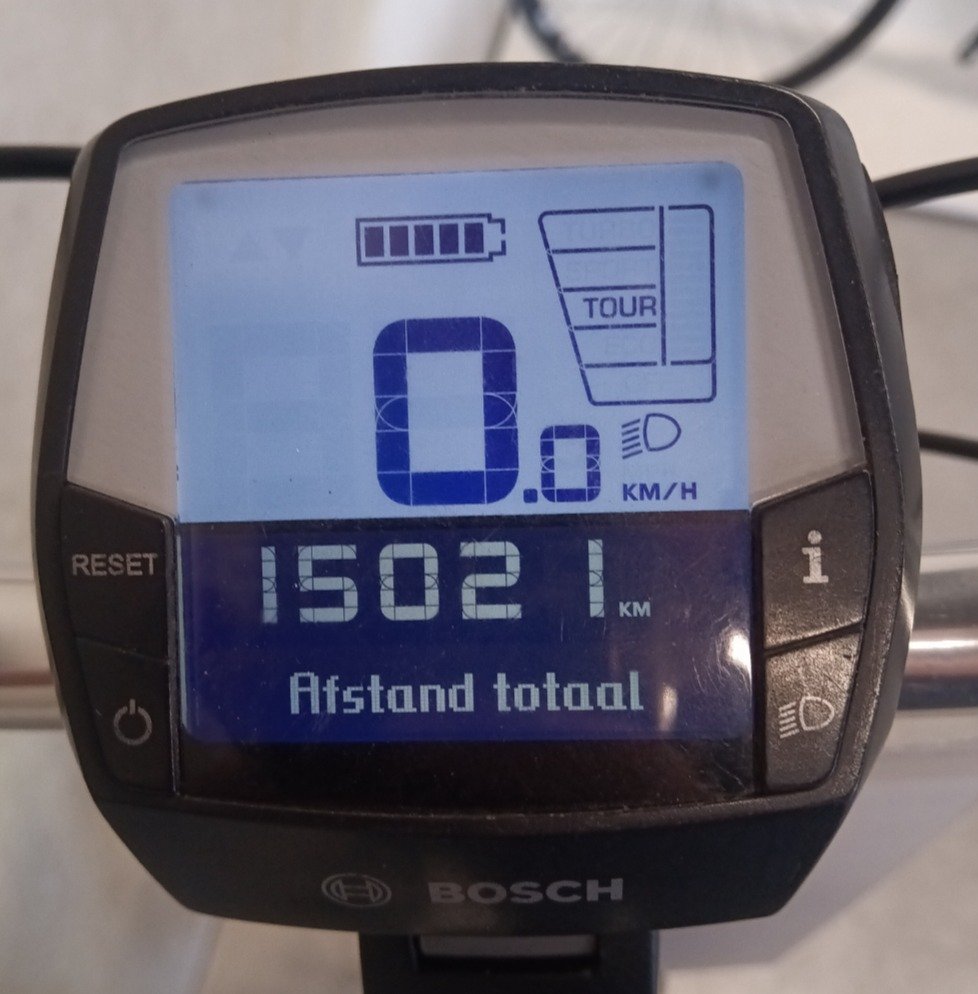 TOUR
0.0 KM/H
RESET
i
15021 KM
Afstand totaal
BOSCH